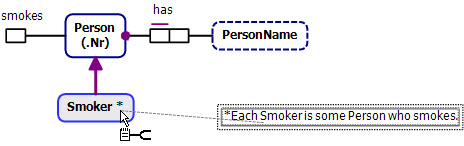 smokes
Person
(.Nr)
has
PersonName
Smoker *
*Each Smoker is some Person who smokes.